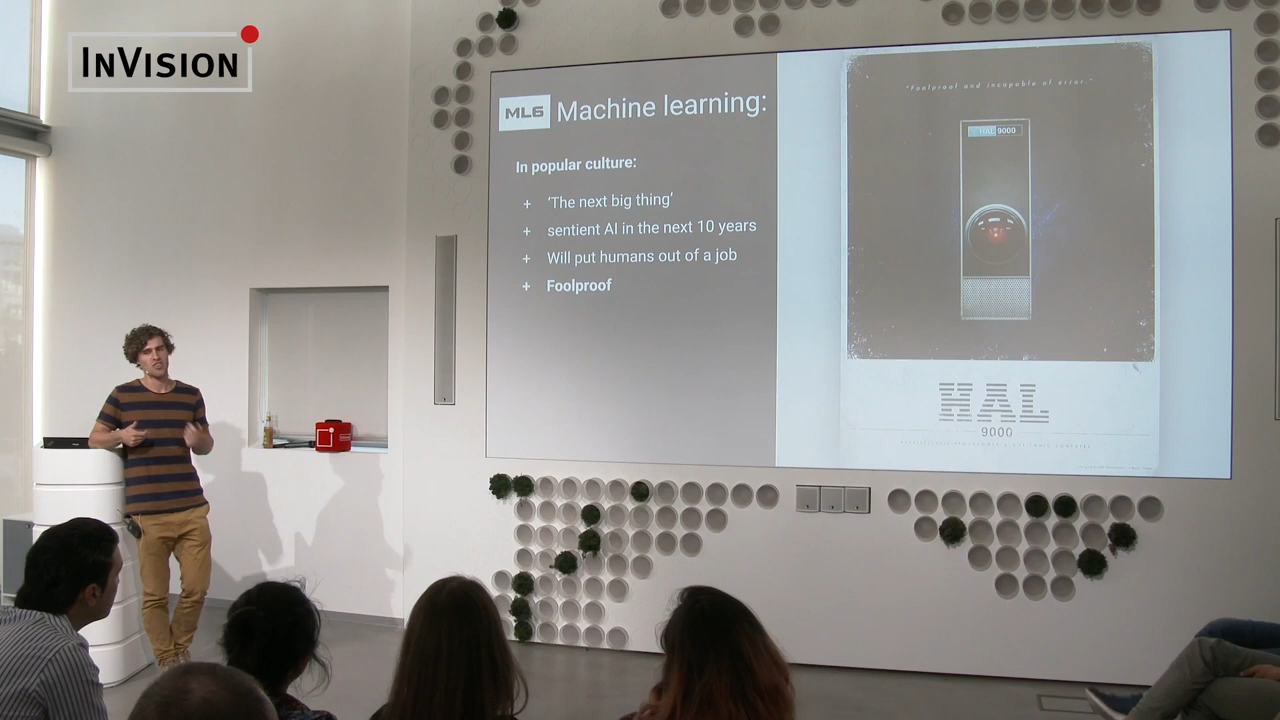 INVISION
ML6 Machine learning:
In popular culture:
+ 'The next big thing'
+ sentient AI in the next 10 years
+ Will put humans out of a job
+ Foolproof
"Foolproof and incapable of error."
HAL 9000
HAL
9000